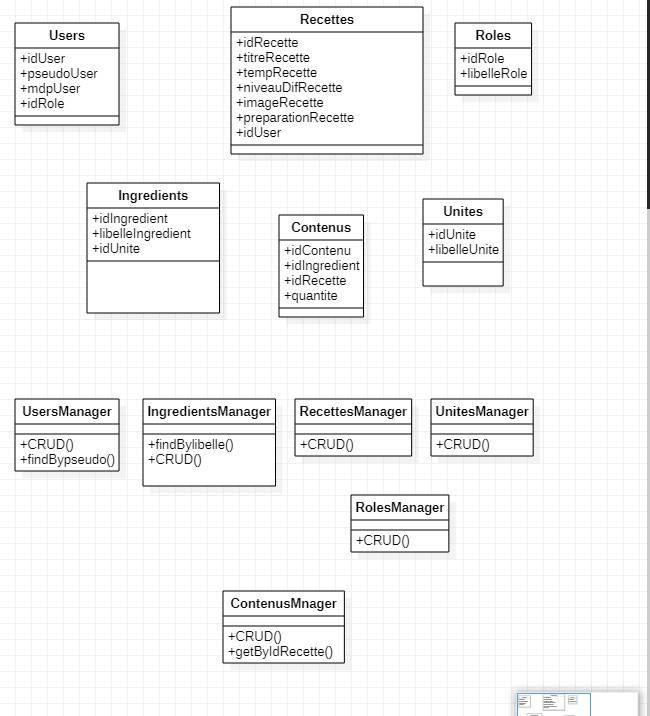 Users
+idUser
+pseudoUser
+mdpUser
+idRole
Recettes
+idRecette
+titreRecette
+tempRecette
+niveauDifRecette
+imageRecette
+preparationRecette
+idUser
Roles
+idRole
+libelleRole
Ingredients
+idIngredient
+libelleIngredient
+idUnite
Contenus
+idContenu
+idIngredient
+idRecette
+quantite
Unites
+idUnite
+libelleUnite
UsersManager
+CRUD()
+findBypseudo()
IngredientsManager
+findBylibelle()
+CRUD()
RecettesManager
+CRUD()
UnitesManager
+CRUD()
RolesManager
+CRUD()
ContenusMnager
+CRUD()
+getByIdRecette()